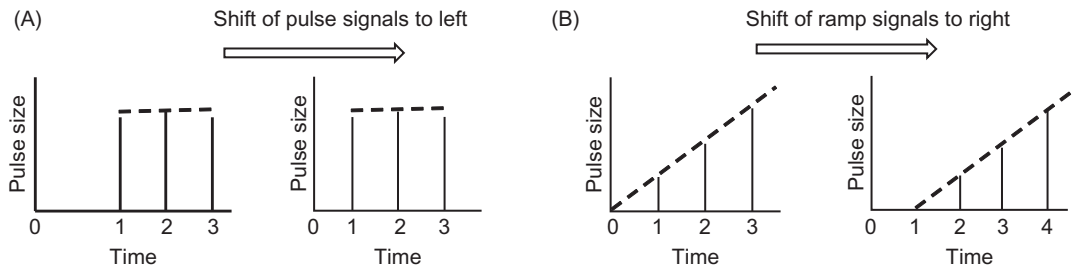 (A) Shift of pulse signals to left
Pulse size
0 1 2 3
Time
Pulse size
0 1 2 3
Time
(B) Shift of ramp signals to right
Pulse size
0 1 2 3
Time
Pulse size
0 1 2 3 4
Time